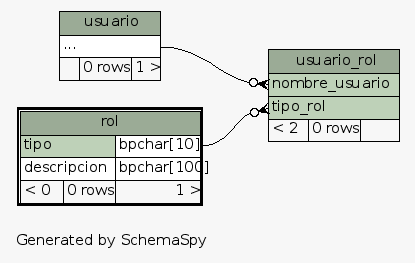 usuario
...
0 rows 1 >
usuario_rol
nombre_usuario
tipo_rol
< 2 0 rows
rol
tipo bpchar[10]
descripcion bpchar[100]
< 0 0 rows 1 >
Generated by SchemaSpy